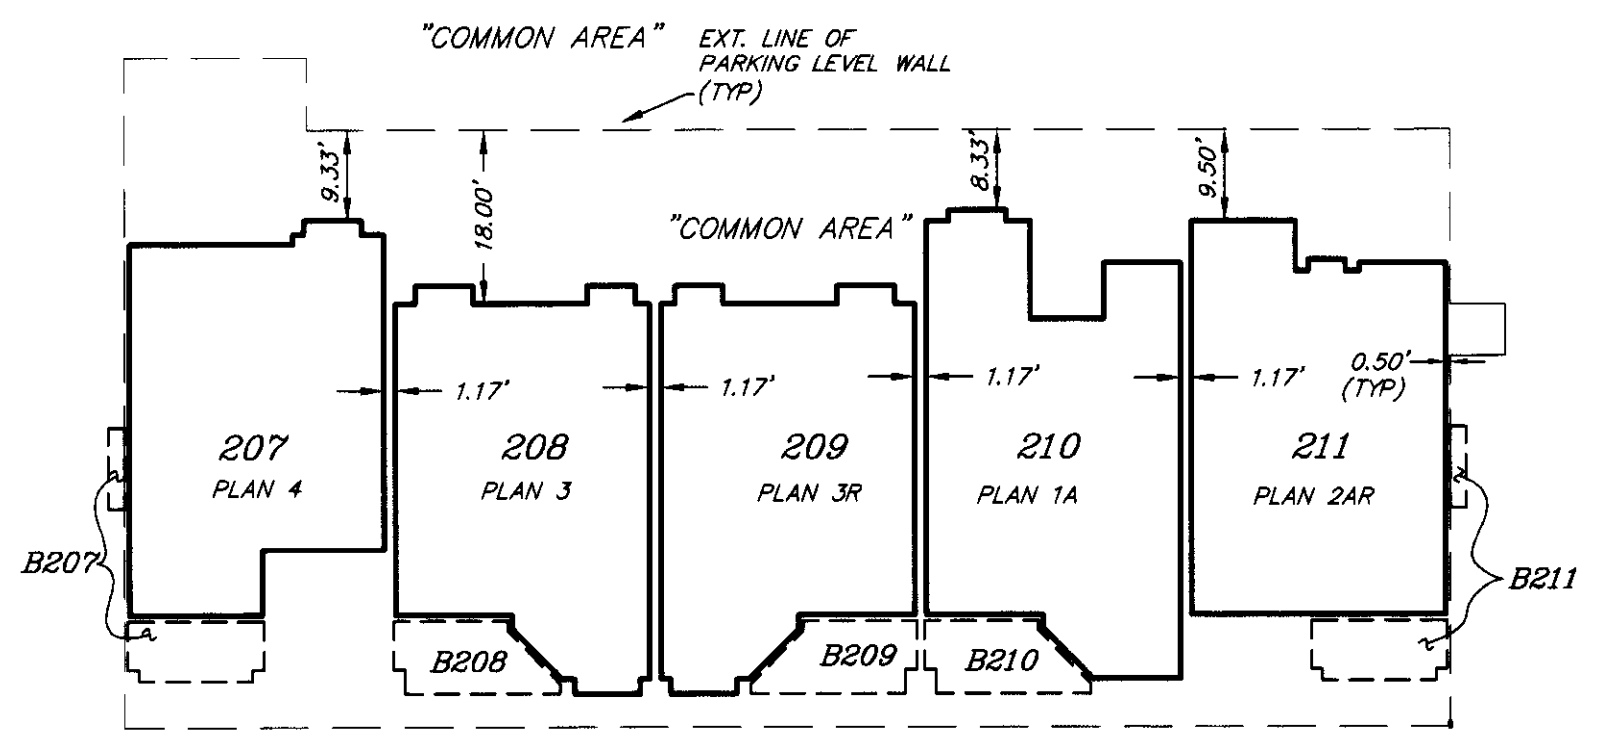 "COMMON AREA"
EXT. LINE OF
PARKING LEVEL WALL
(TYP)
9.33'
18.00'
8.33'
9.50'
"COMMON AREA"
1.17'
1.17'
1.17'
1.17'
0.50'
(TYP)
207
PLAN 4
208
PLAN 3
209
PLAN 3R
210
PLAN 1A
211
PLAN 2AR
B207
B208
B209
B210
B211